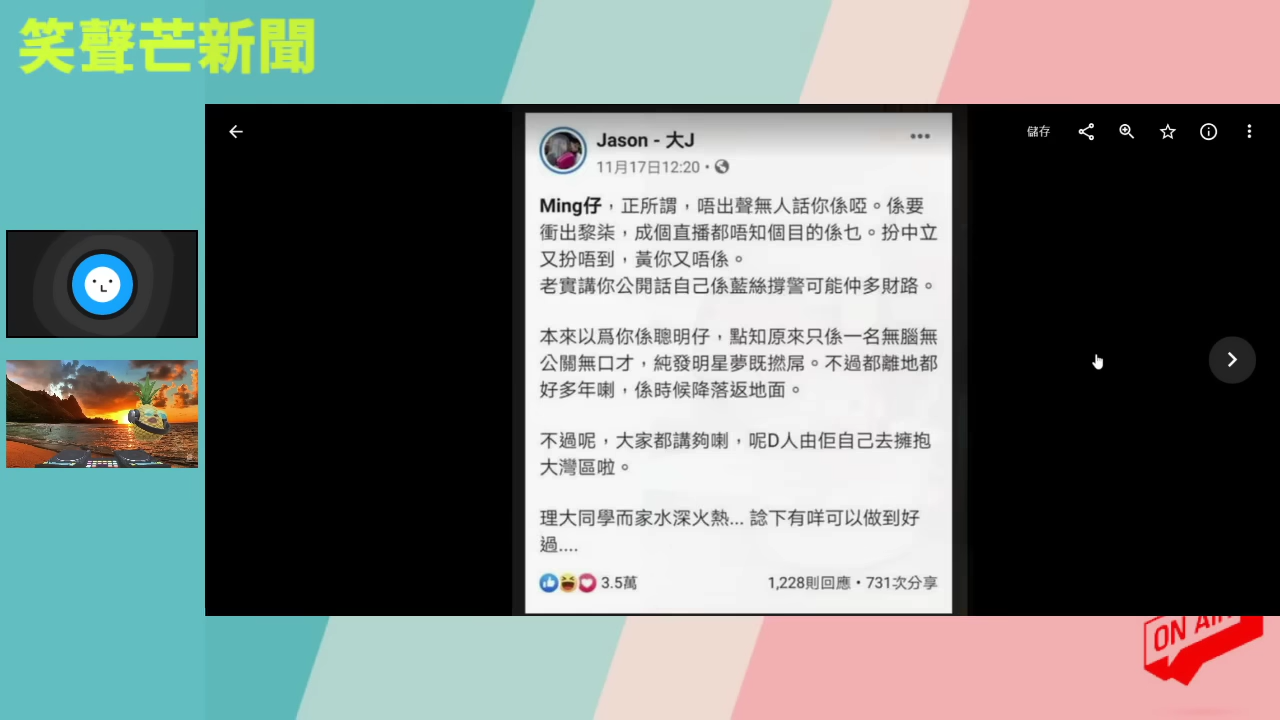 笑聲芒新聞
儲存
Jason - 大J
11月17日12:20
Ming仔，正所謂，唔出聲無人話你係啞。係要
衝出黎柒，成個直播都唔知個目的係乜。扮中立
又扮唔到，黃你又唔係。
老實講你公開話自己係藍絲撐警可能仲多財路。
本來以爲你係聰明仔，點知原來只係一名無腦無
公關無口才，純發明星夢既撚屌。不過都離地都
好多年喇，係時候降落返地面。
不過呢，大家都講夠喇，呢D人由佢自己去擁抱
大灣區啦。
理大同學而家水深火熱... 諗下有咩可以做到好
過....
3.5萬
1,228則回應・731次分享
ON AIR